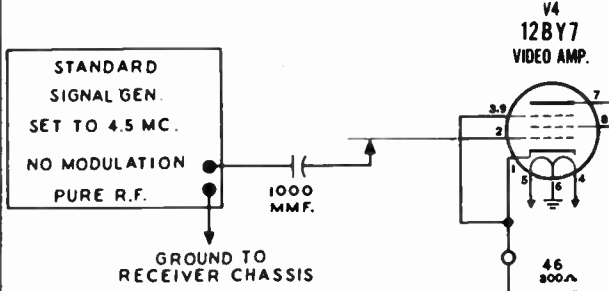 V4
12BY7
VIDEO AMP.
STANDARD
SIGNAL GEN.
SET TO 4.5 MC.
NO MODULATION
PURE R.F.
1000
MMF.
GROUND TO
RECEIVER CHASSIS
7
3.9
8
2
1
5
6
4
46
300Ω